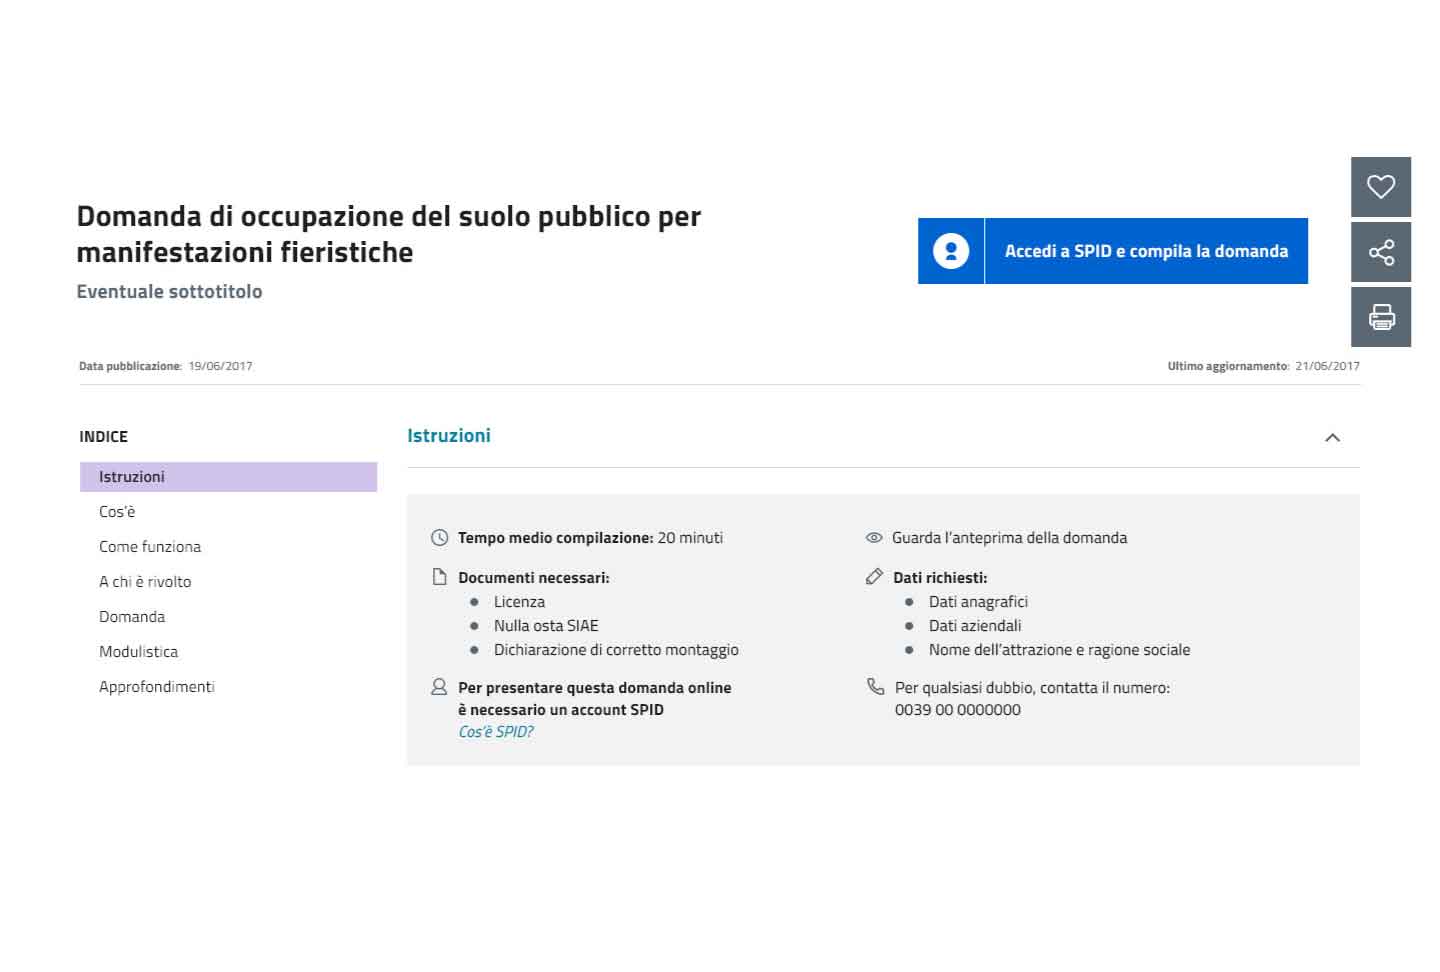 Domanda di occupazione del suolo pubblico per
manifestazioni fieristiche
Eventuale sottotitolo
Accedi a SPID e compila la domanda
Data pubblicazione: 19/06/2017
Ultimo aggiornamento: 21/06/2017
INDICE
Istruzioni
Cos'è
Come funziona
A chi è rivolto
Domanda
Modulistica
Approfondimenti
Istruzioni
Tempo medio compilazione: 20 minuti
Documenti necessari:
Licenza
Nulla osta SIAE
Dichiarazione di corretto montaggio
Per presentare questa domanda online
è necessario un account SPID
Cos'è SPID?
Guarda l'anteprima della domanda
Dati richiesti:
Dati anagrafici
Dati aziendali
Nome dell'attrazione e ragione sociale
Per qualsiasi dubbio, contatta il numero:
0039 00 0000000